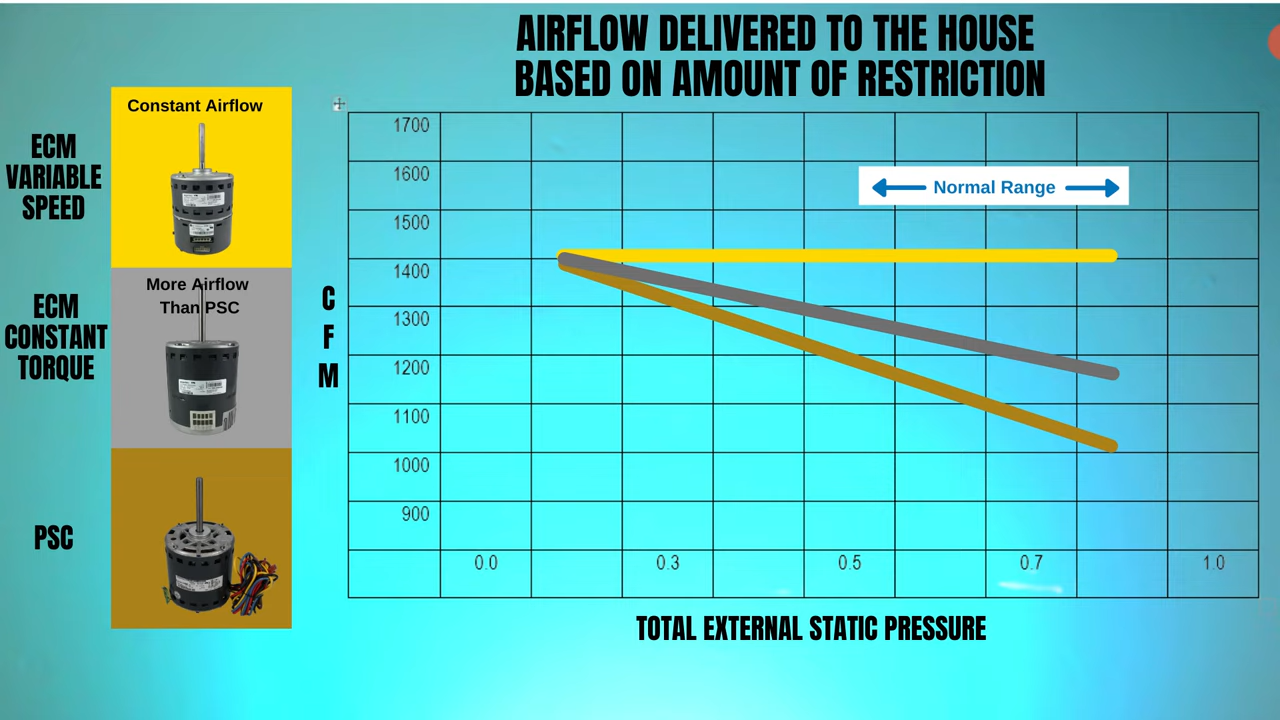 AIRFLOW DELIVERED TO THE HOUSE
BASED ON AMOUNT OF RESTRICTION
Constant Airflow
ECM
VARIABLE
SPEED
More Airflow
Than PSC
ECM
CONSTANT
TORQUE
PSC
C
F
M
1700
1600
1500
1400
1300
1200
1100
1000
900
Normal Range
0.0 0.3 0.5 0.7 1.0
TOTAL EXTERNAL STATIC PRESSURE